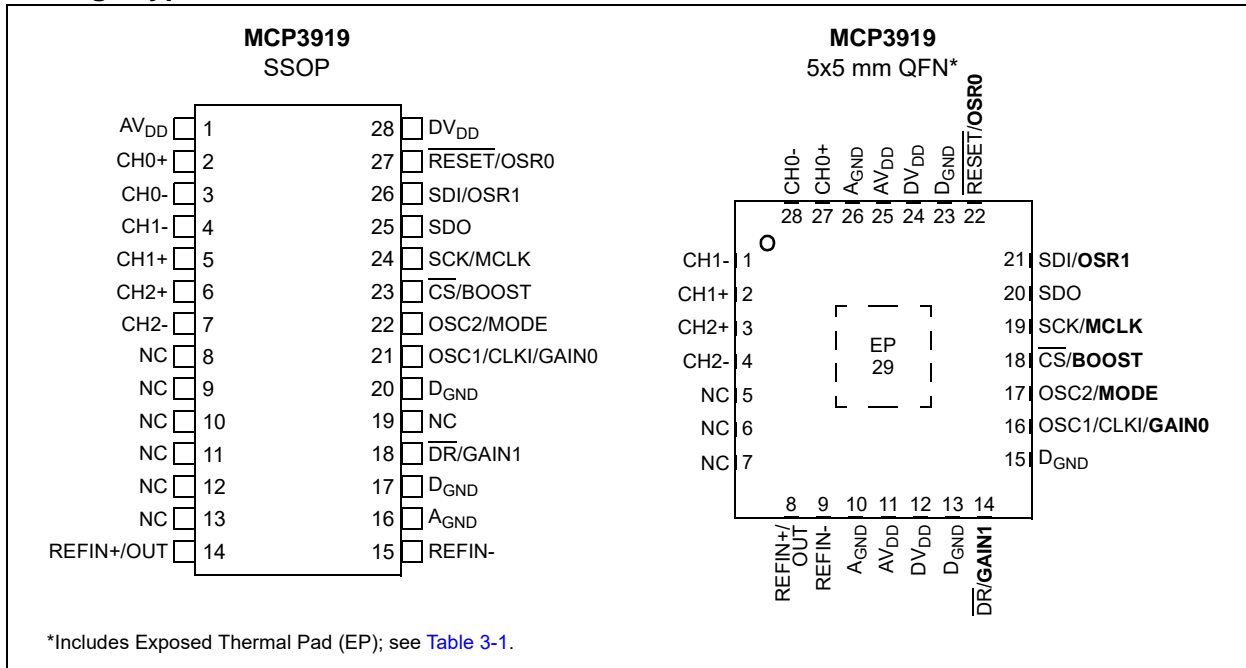 MCP3919
SSOP
AVDD 1 28 DVDD
CH0+ 2 27 RESET/OSR0
CH0- 3 26 SDI/OSR1
CH1- 4 25 SDO
CH1+ 5 24 SCK/MCLK
CH2+ 6 23 CS/BOOST
CH2- 7 22 OSC2/MODE
NC 8 21 OSC1/CLKI/GAIN0
NC 9 20 DGND
NC 10 19 NC
NC 11 18 DR/GAIN1
NC 12 17 DGND
NC 13 16 AGND
REFIN+/OUT 14 15 REFIN-
MCP3919
5x5 mm QFN*
CH0- CH0+ AGND AVDD DVDD DGND RESET/OSR0
28 27 26 25 24 23 22
CH1- 1 21 SDI/OSR1
CH1+ 2 20 SDO
CH2+ 3 19 SCK/MCLK
CH2- 4 18 CS/BOOST
NC 5 17 OSC2/MODE
NC 6 16 OSC1/CLKI/GAIN0
NC 7 15 DGND
EP
29
8 9 10 11 12 13 14
REFIN+/
OUT
REFIN- AGND AVDD DVDD DGND DR/GAIN1
*Includes Exposed Thermal Pad (EP); see Table 3-1.